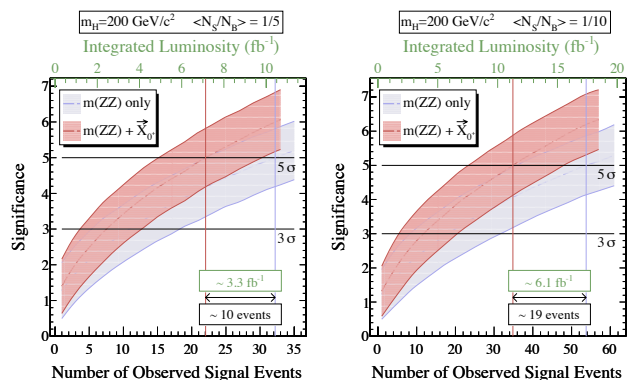 m_H=200 GeV/c² <N_S/N_B> = 1/5
Integrated Luminosity (fb⁻¹)
0 2 4 6 8 10
Significance
7
6
5
4
3
2
1
0
m(ZZ) only
m(ZZ) + X⃗_0⁺
5 σ
3 σ
~ 3.3 fb⁻¹
~ 10 events
0 5 10 15 20 25 30 35
Number of Observed Signal Events
m_H=200 GeV/c² <N_S/N_B> = 1/10
Integrated Luminosity (fb⁻¹)
0 5 10 15 20
Significance
7
6
5
4
3
2
1
0
m(ZZ) only
m(ZZ) + X⃗_0⁺
5 σ
3 σ
~ 6.1 fb⁻¹
~ 19 events
0 10 20 30 40 50 60
Number of Observed Signal Events